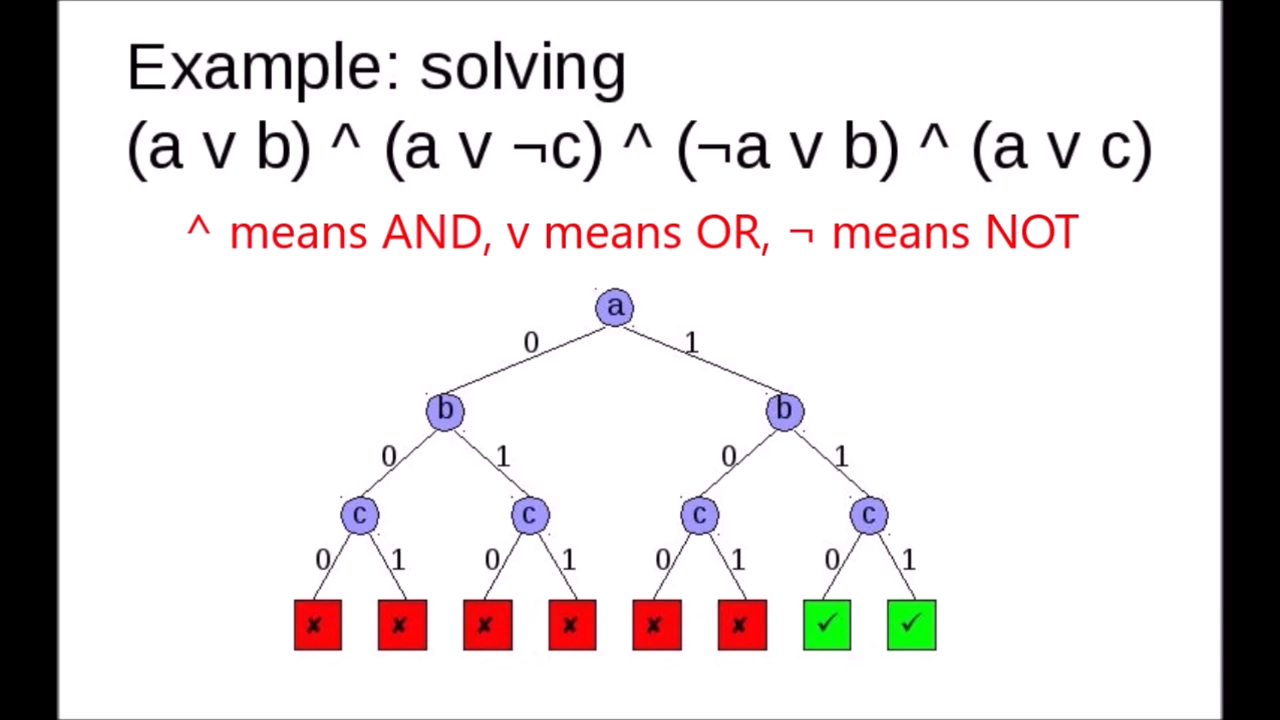 Example: solving
(a v b) ^ (a v ¬c) ^ (¬a v b) ^ (a v c)
^ means AND, v means OR, ¬ means NOT
a
0 1
b b
0 1 0 1
c c c c
0 1 0 1 0 1 0 1
✘ ✘ ✘ ✘ ✘ ✘ ✓ ✓